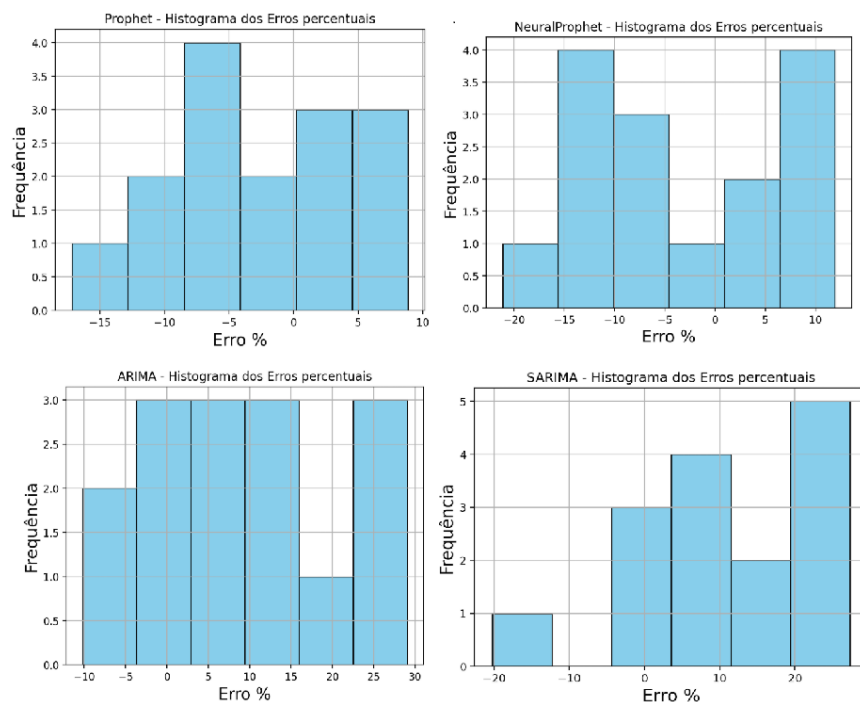 Prophet - Histograma dos Erros percentuais
4.0
3.5
3.0
2.5
2.0
1.5
1.0
0.5
0.0
Frequência
−15 −10 −5 0 5 10
Erro %
NeuralProphet - Histograma dos Erros percentuais
4.0
3.5
3.0
2.5
2.0
1.5
1.0
0.5
0.0
Frequência
−20 −15 −10 −5 0 5 10
Erro %
ARIMA - Histograma dos Erros percentuais
3.0
2.5
2.0
1.5
1.0
0.5
0.0
Frequência
−10 −5 0 5 10 15 20 25 30
Erro %
SARIMA - Histograma dos Erros percentuais
5
4
3
2
1
0
Frequência
−20 −10 0 10 20
Erro %